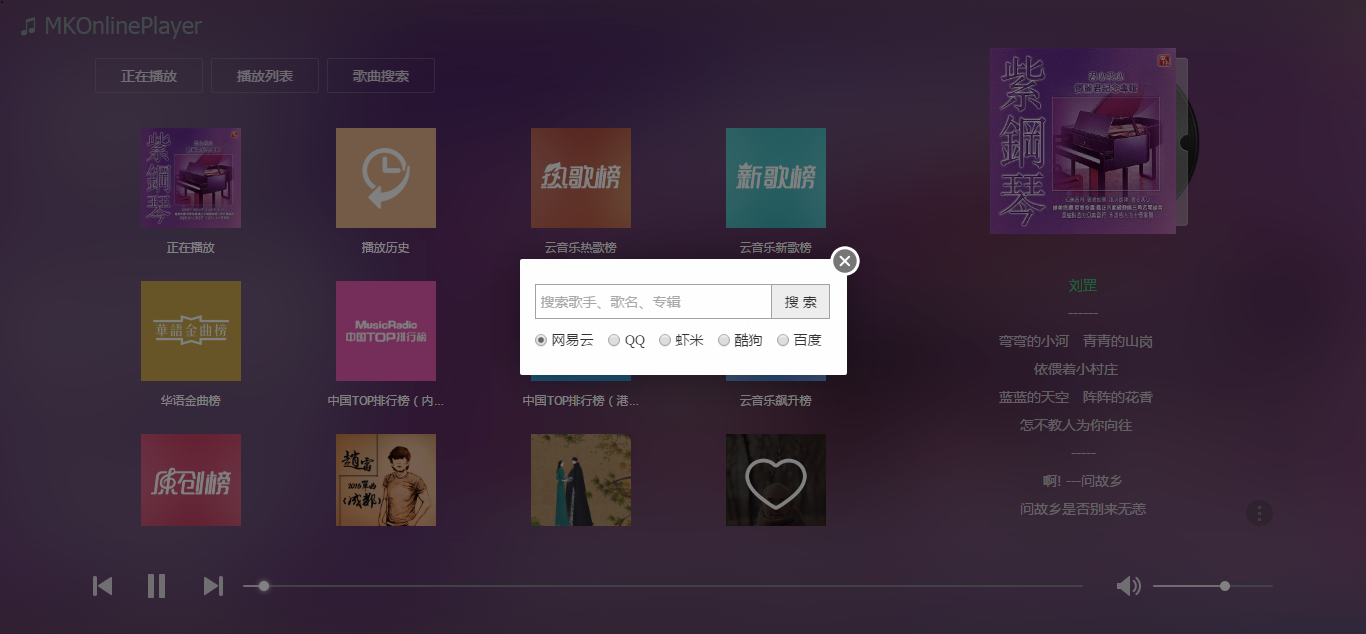 MKOnlinePlayer
正在播放
播放列表
歌曲搜索
紫鋼琴
热歌榜
新歌榜
正在播放
播放历史
云音乐热歌榜
云音乐新歌榜
紫鋼琴
搜索歌手、歌名、专辑
搜 索
网易云
QQ
虾米
酷狗
百度
華語金曲榜
MusicRadio
中国TOP排行榜
华语金曲榜
中国TOP排行榜（内...
中国TOP排行榜（港...
云音乐飙升榜
原创榜
趙雷
《成都》
刘罡
------
弯弯的小河 青青的山岗
依偎着小村庄
蓝蓝的天空 阵阵的花香
怎不教人为你向往
-----
啊! ---问故乡
问故乡是否别来无恙